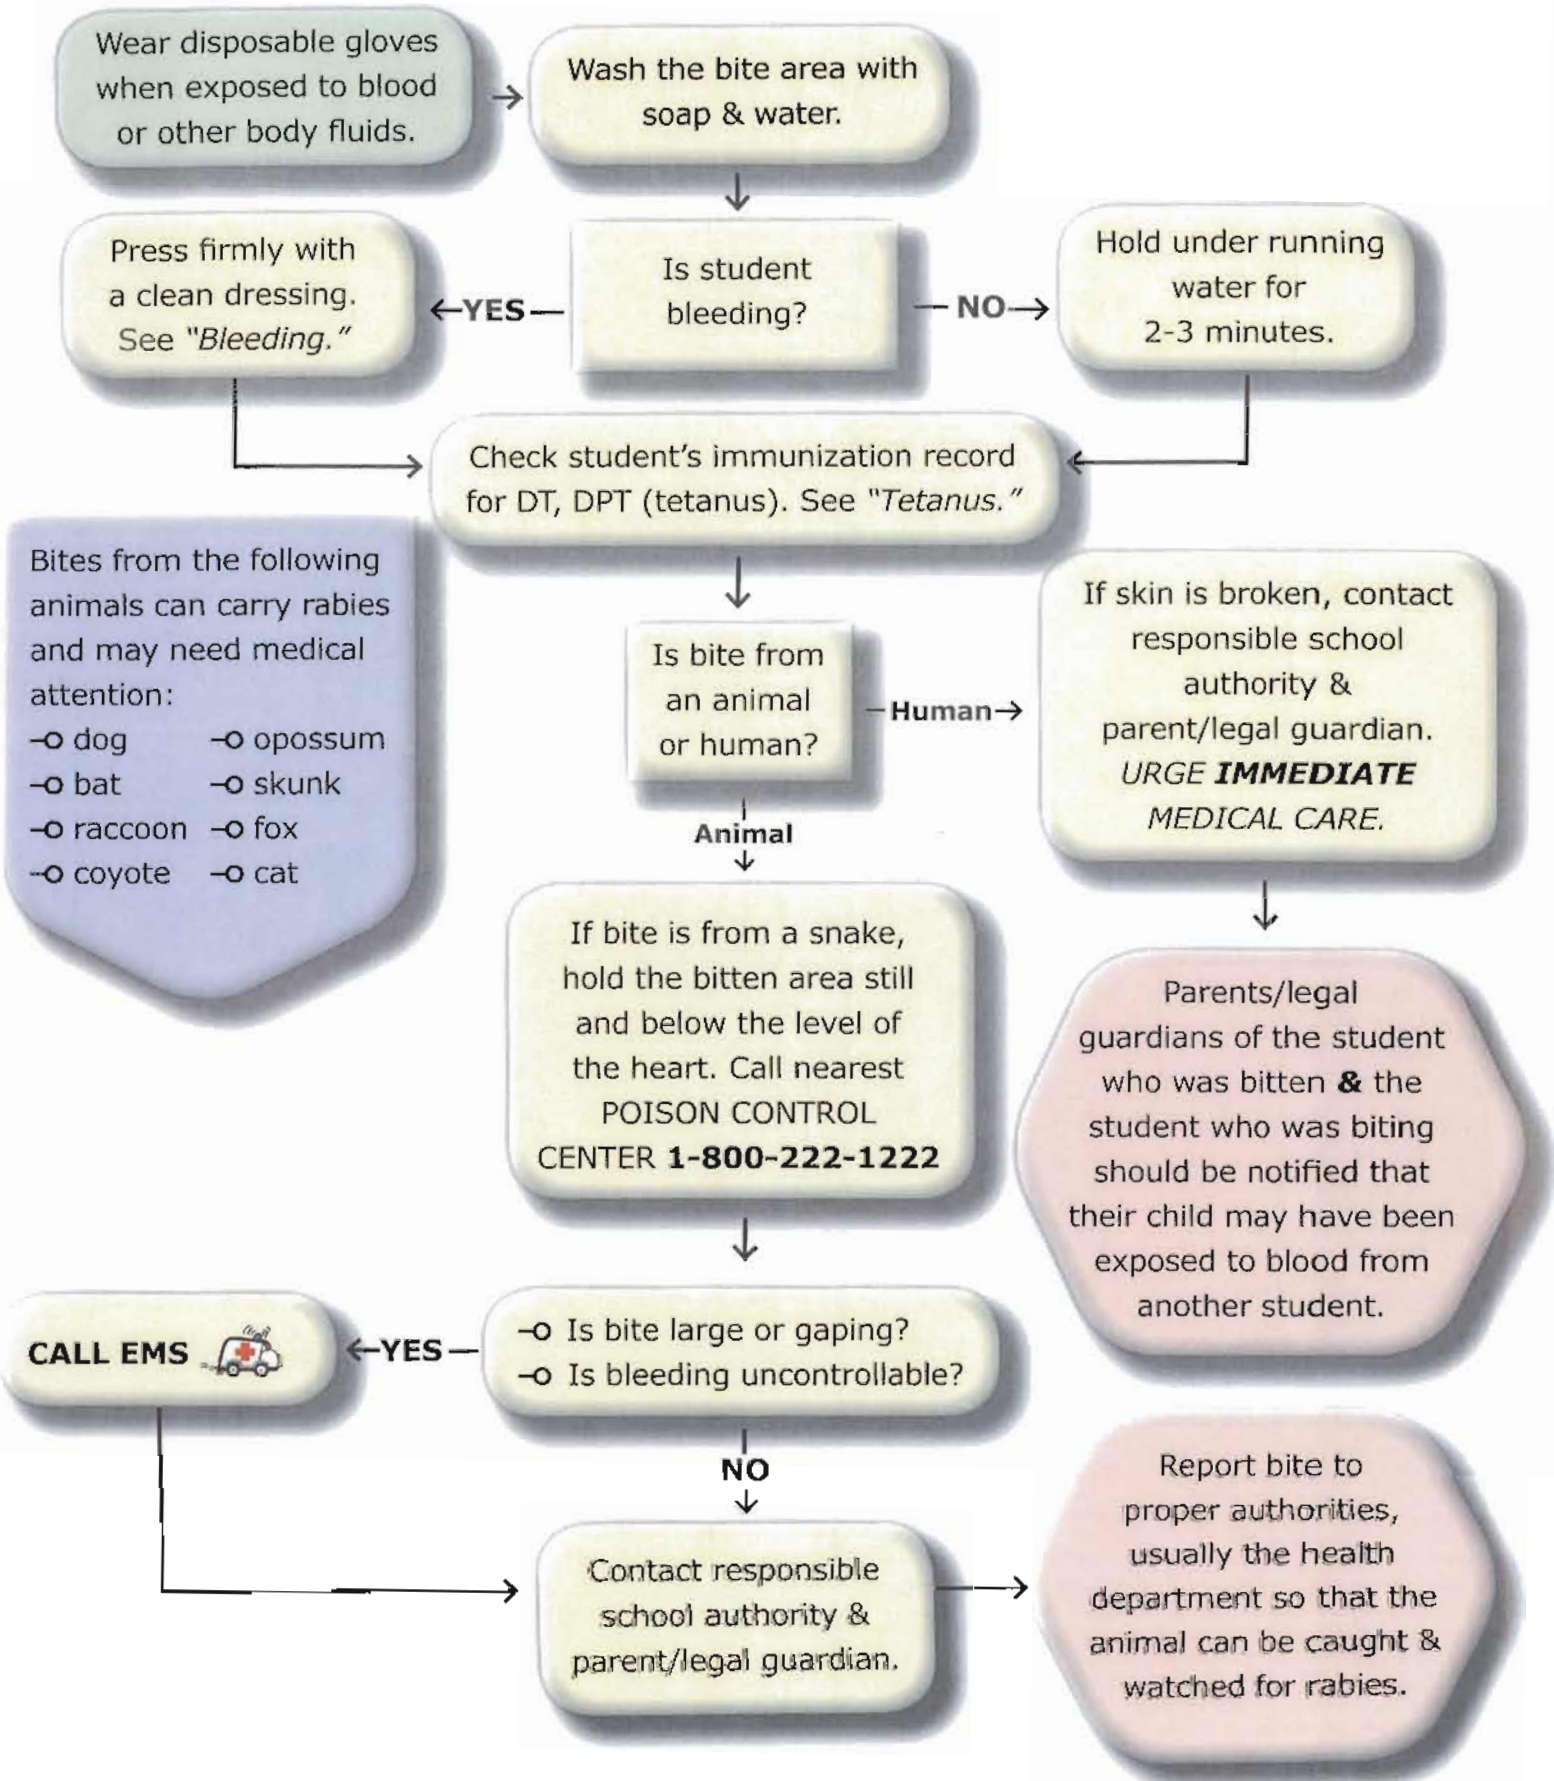 Wear disposable gloves
when exposed to blood
or other body fluids.
Wash the bite area with
soap & water.
Press firmly with
a clean dressing.
See "Bleeding."
←YES—
Is student
bleeding?
— NO→
Hold under running
water for
2-3 minutes.
Check student's immunization record
for DT, DPT (tetanus). See "Tetanus."
Bites from the following
animals can carry rabies
and may need medical
attention:
dog
opossum
bat
skunk
raccoon
fox
coyote
cat
Is bite from
an animal
or human?
Human
If skin is broken, contact
responsible school
authority &
parent/legal guardian.
URGE IMMEDIATE
MEDICAL CARE.
Animal
If bite is from a snake,
hold the bitten area still
and below the level of
the heart. Call nearest
POISON CONTROL
CENTER 1-800-222-1222
Parents/legal
guardians of the student
who was bitten & the
student who was biting
should be notified that
their child may have been
exposed to blood from
another student.
CALL EMS
YES
Is bite large or gaping?
Is bleeding uncontrollable?
NO
Contact responsible
school authority &
parent/legal guardian.
Report bite to
proper authorities,
usually the health
department so that the
animal can be caught &
watched for rabies.